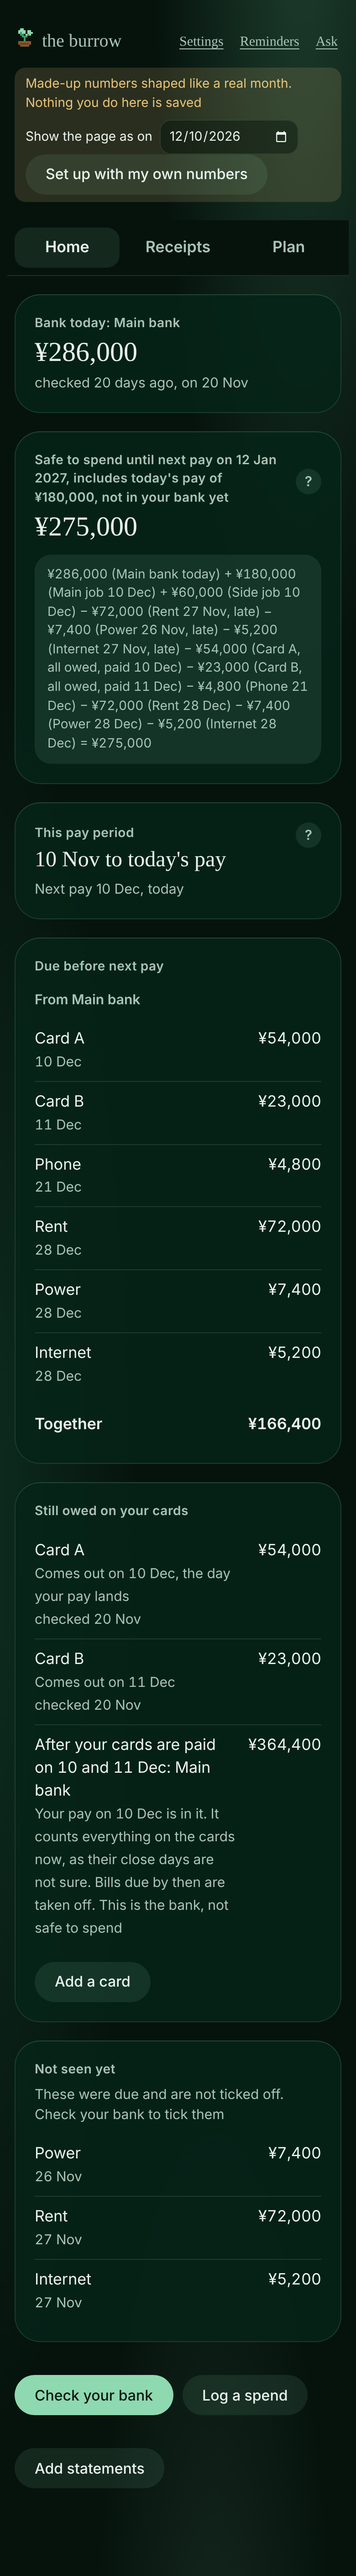 the burrow
Settings
Reminders
Ask
Made-up numbers shaped like a real month.
Nothing you do here is saved
Show the page as on
12/10/2026
Set up with my own numbers
Home
Receipts
Plan
Bank today: Main bank
¥286,000
checked 20 days ago, on 20 Nov
Safe to spend until next pay on 12 Jan
2027, includes today's pay of
¥180,000, not in your bank yet
?
¥275,000
¥286,000 (Main bank today) + ¥180,000
(Main job 10 Dec) + ¥60,000 (Side job 10
Dec) − ¥72,000 (Rent 27 Nov, late) −
¥7,400 (Power 26 Nov, late) − ¥5,200
(Internet 27 Nov, late) − ¥54,000 (Card A,
all owed, paid 10 Dec) − ¥23,000 (Card B,
all owed, paid 11 Dec) − ¥4,800 (Phone 21
Dec) − ¥72,000 (Rent 28 Dec) − ¥7,400
(Power 28 Dec) − ¥5,200 (Internet 28
Dec) = ¥275,000
This pay period
?
10 Nov to today's pay
Next pay 10 Dec, today
Due before next pay
From Main bank
Card A ¥54,000
10 Dec
Card B ¥23,000
11 Dec
Phone ¥4,800
21 Dec
Rent ¥72,000
28 Dec
Power ¥7,400
28 Dec
Internet ¥5,200
28 Dec
Together ¥166,400
Still owed on your cards
Card A ¥54,000
Comes out on 10 Dec, the day
your pay lands
checked 20 Nov
Card B ¥23,000
Comes out on 11 Dec
checked 20 Nov
After your cards are paid ¥364,400
on 10 and 11 Dec: Main
bank
Your pay on 10 Dec is in it. It
counts everything on the cards
now, as their close days are
not sure. Bills due by then are
taken off. This is the bank, not
safe to spend
Add a card
Not seen yet
These were due and are not ticked off.
Check your bank to tick them
Power ¥7,400
26 Nov
Rent ¥72,000
27 Nov
Internet ¥5,200
27 Nov
Check your bank
Log a spend
Add statements